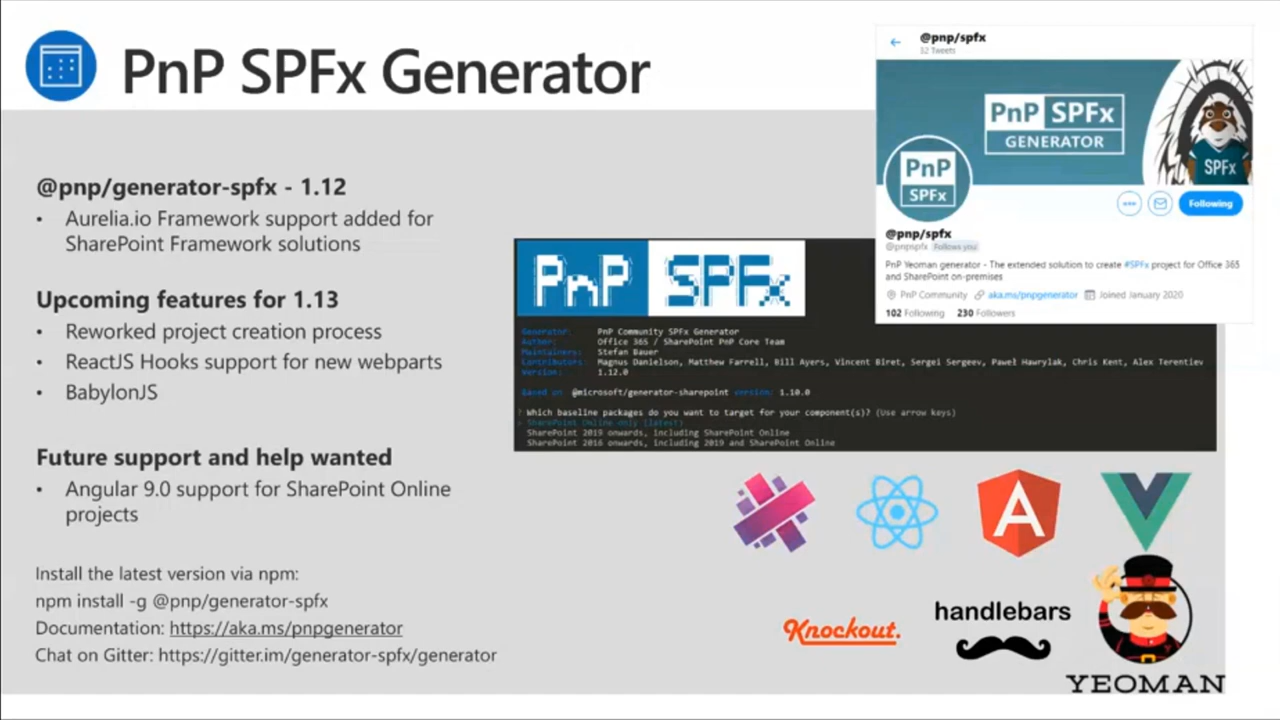 PnP SPFx Generator
@pnp/generator-spfx - 1.12
• Aurelia.io Framework support added for
SharePoint Framework solutions
Upcoming features for 1.13
• Reworked project creation process
• ReactJS Hooks support for new webparts
• BabylonJS
Future support and help wanted
• Angular 9.0 support for SharePoint Online
projects
Install the latest version via npm:
npm install -g @pnp/generator-spfx
Documentation: https://aka.ms/pnpgenerator
Chat on Gitter: https://gitter.im/generator-spfx/generator
@pnp/spfx
32 Tweets
PnP SPFx
GENERATOR
SPFx
PnP
SPFx
Following
@pnp/spfx
@pnpspfx Follows you
PnP Yeoman generator - The extended solution to create #SPFx project for Office 365
and SharePoint on-premises
PnP Community aka.ms/pnpgenerator Joined January 2020
102 Following 230 Followers
PnP SPFx
Generator: PnP Community SPFx Generator
Author: Office 365 / SharePoint PnP Core Team
Maintainers: Stefan Bauer
Contributors: Magnus Danielson, Matthew Farrell, Bill Ayers, Vincent Biret, Sergei Sergeev, Paweł Hawrylak, Chris Kent, Alex Terentiev
Version: 1.12.0
Based on @microsoft/generator-sharepoint version: 1.10.0
? Which baseline packages do you want to target for your component(s)? (Use arrow keys)
> SharePoint Online only (latest)
SharePoint 2019 onwards, including SharePoint Online
SharePoint 2016 onwards, including 2019 and SharePoint Online
A
Knockout.
handlebars
YEOMAN